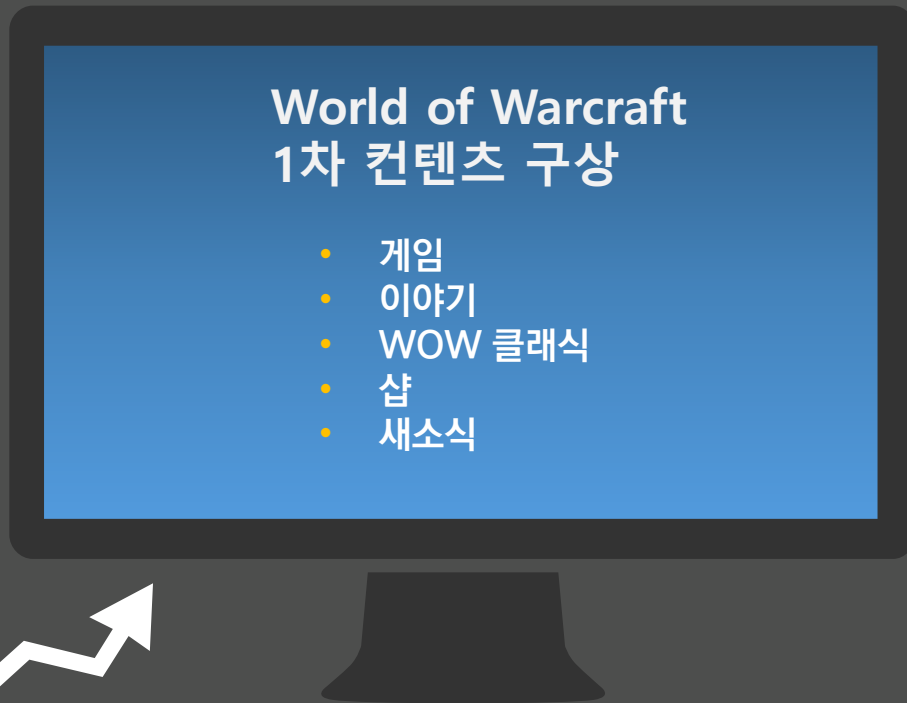 World of Warcraft
1차 컨텐츠 구상
• 게임
• 이야기
• WOW 클래식
• 샵
• 새소식